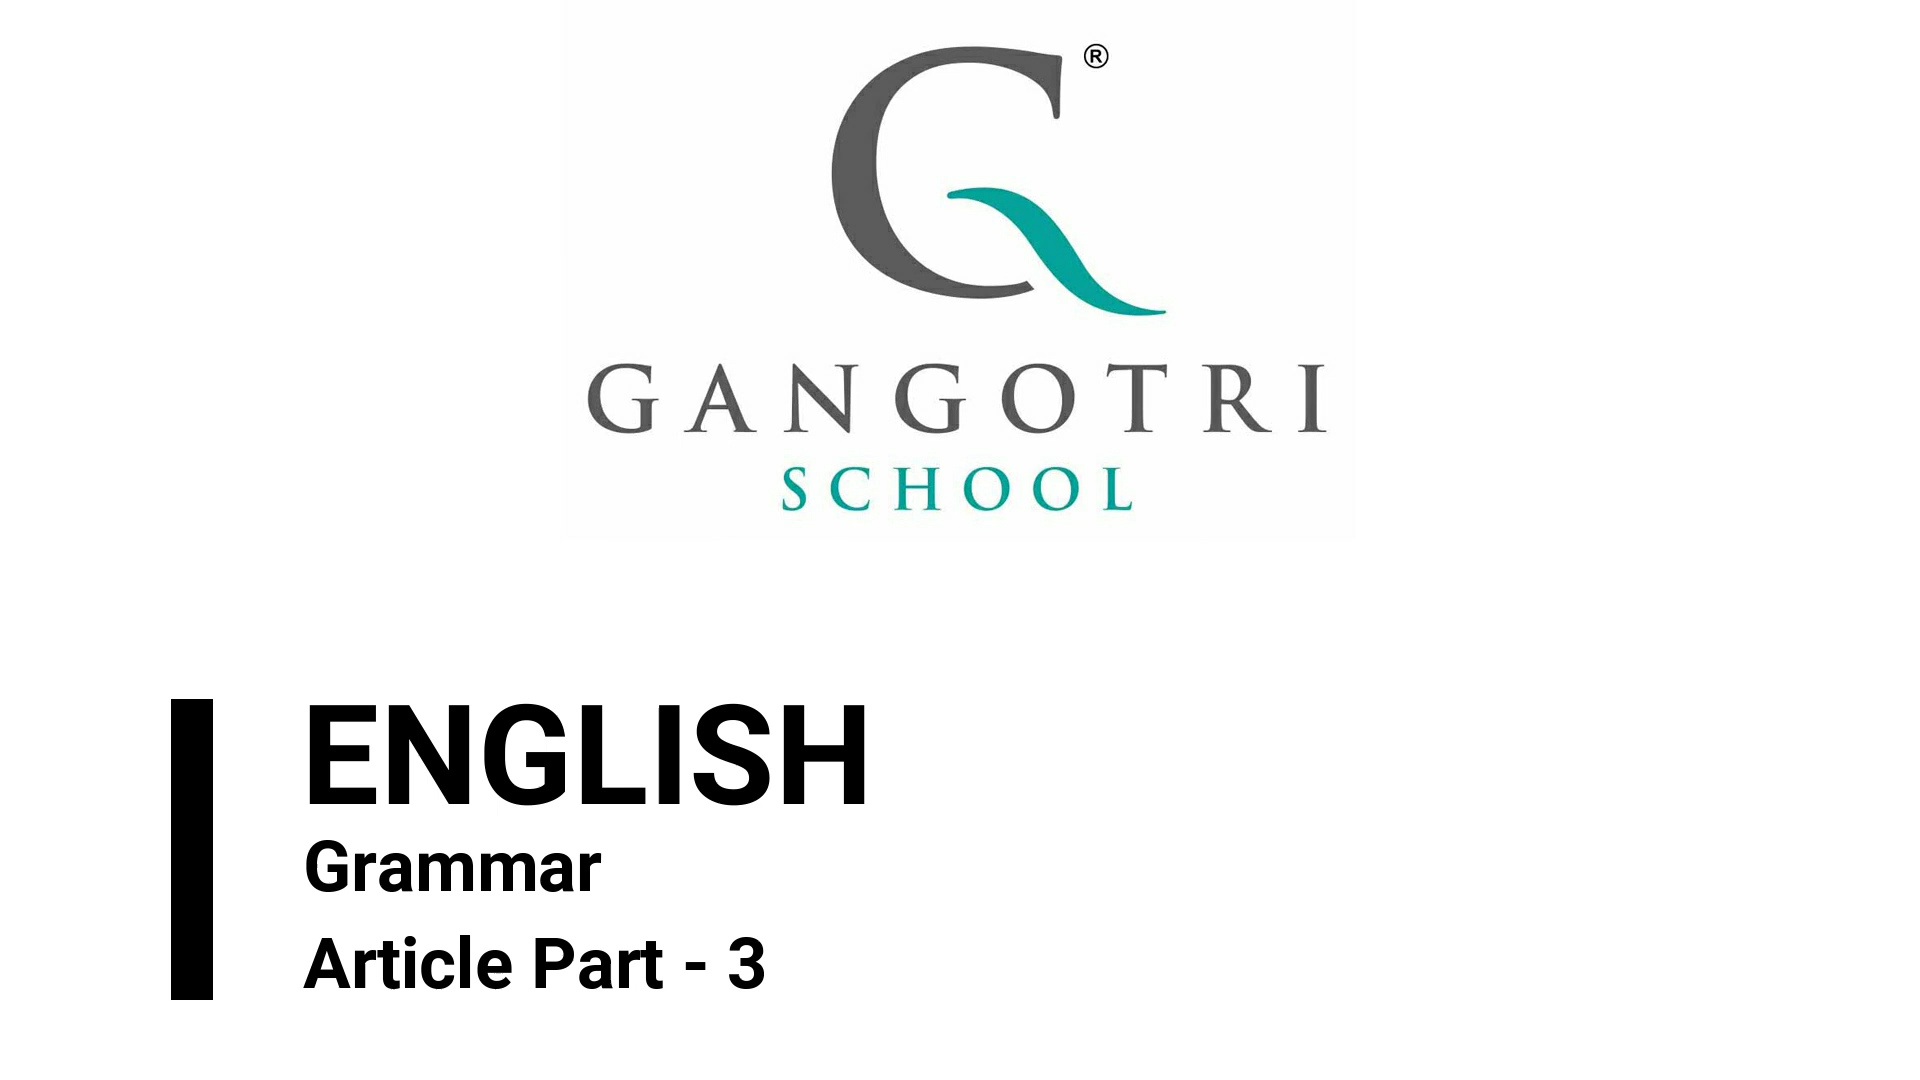 ®
GANGOTRI
SCHOOL
ENGLISH
Grammar
Article Part - 3